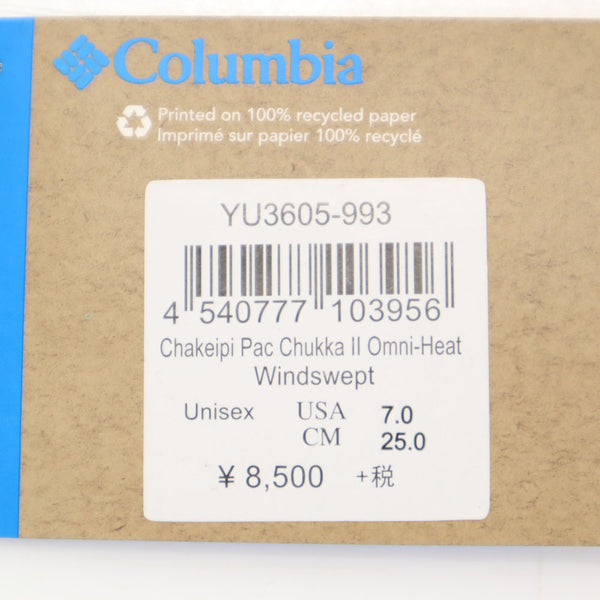 Columbia
Printed on 100% recycled paper
Imprimé sur papier 100% recyclé
YU3605-993
4 540777 103956
Chakeipi Pac Chukka II Omni-Heat
Windswept
Unisex USA 7.0
CM 25.0
¥ 8,500 +税